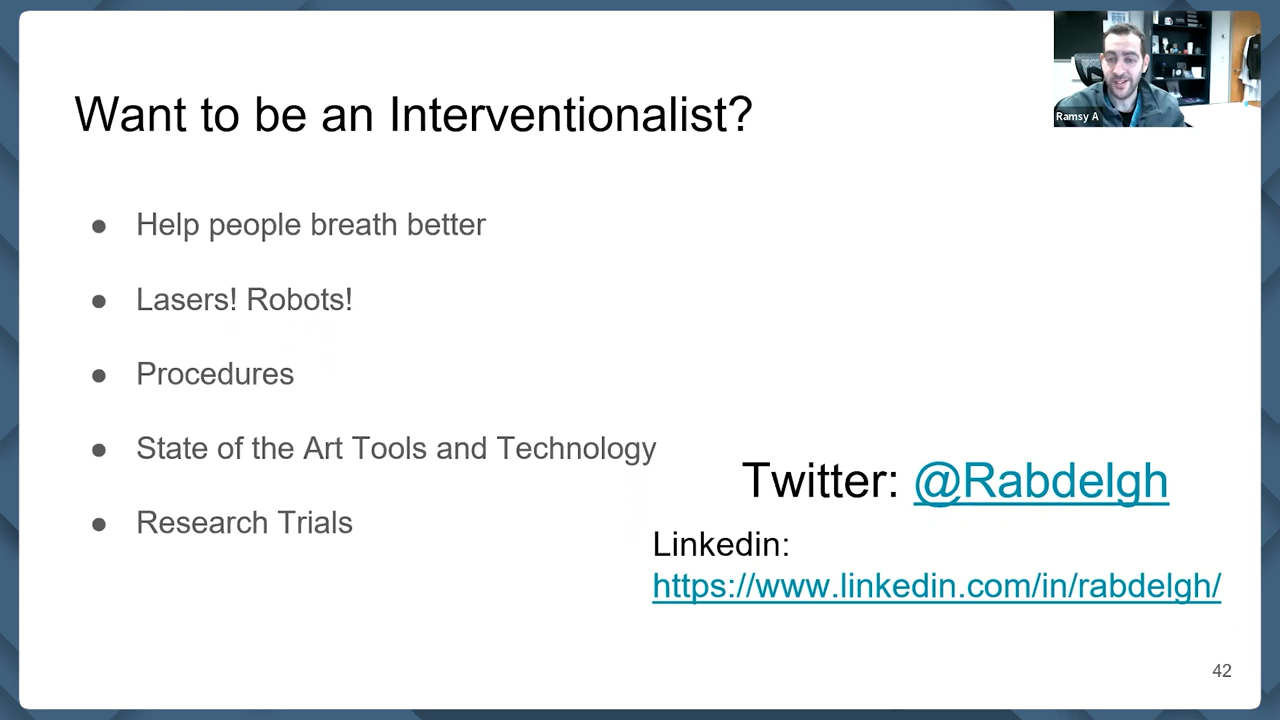 Ramsy A
Want to be an Interventionalist?
● Help people breath better
● Lasers! Robots!
● Procedures
● State of the Art Tools and Technology
● Research Trials
Twitter: @Rabdelgh
Linkedin:
https://www.linkedin.com/in/rabdelgh/
42